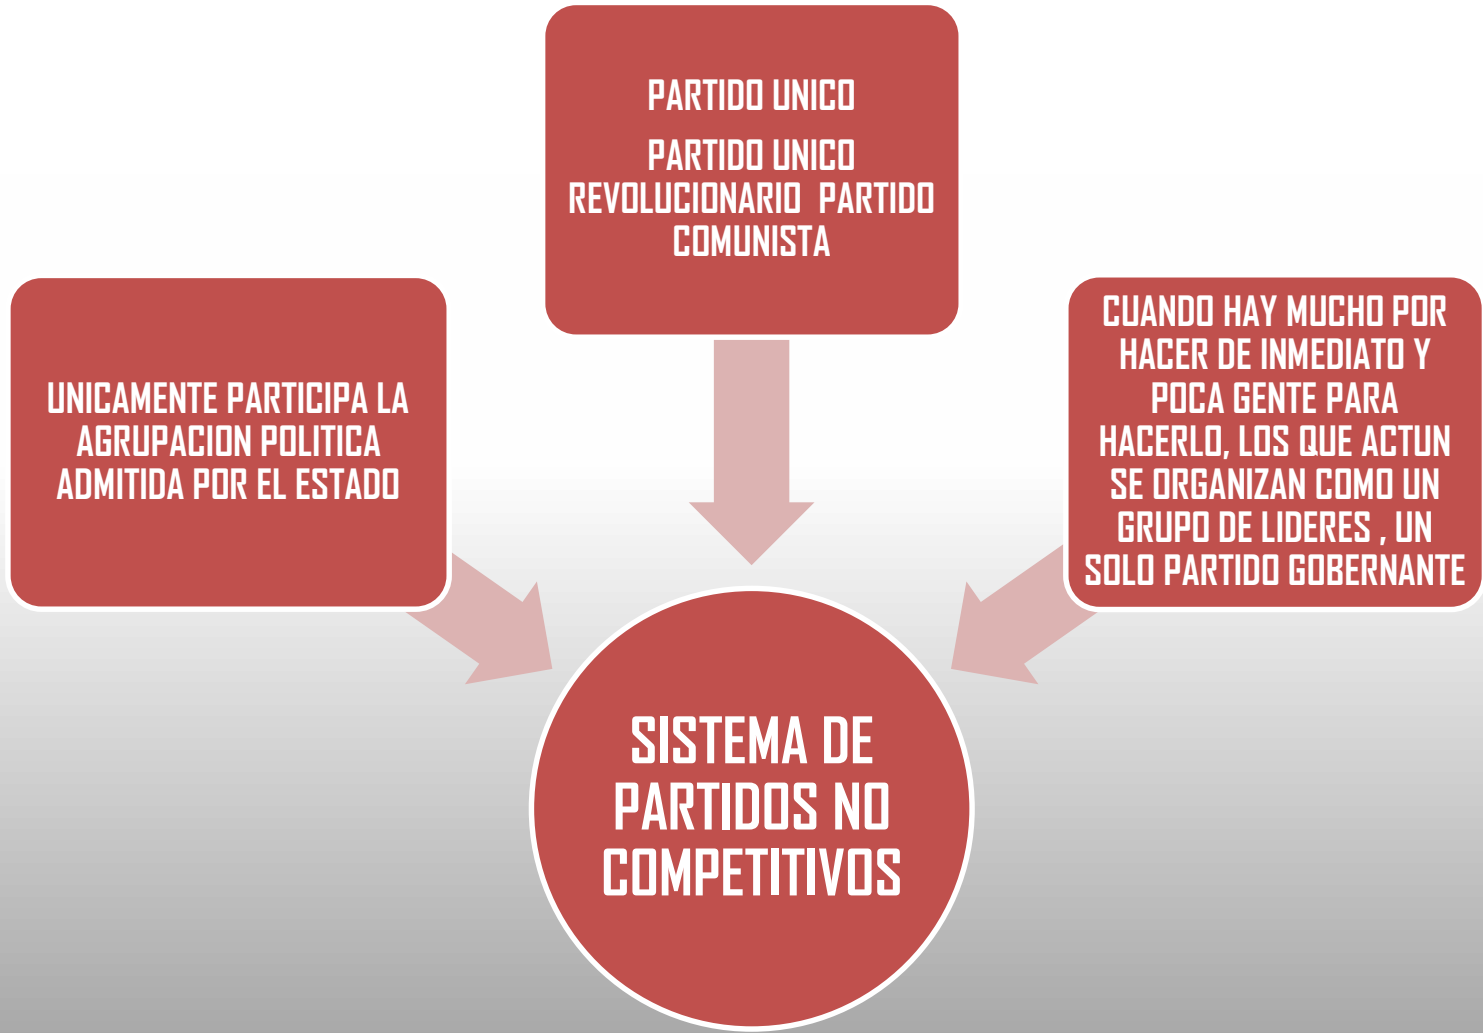 PARTIDO UNICO
PARTIDO UNICO
REVOLUCIONARIO PARTIDO
COMUNISTA
UNICAMENTE PARTICIPA LA
AGRUPACION POLITICA
ADMITIDA POR EL ESTADO
CUANDO HAY MUCHO POR
HACER DE INMEDIATO Y
POCA GENTE PARA
HACERLO, LOS QUE ACTUN
SE ORGANIZAN COMO UN
GRUPO DE LIDERES , UN
SOLO PARTIDO GOBERNANTE
SISTEMA DE
PARTIDOS NO
COMPETITIVOS